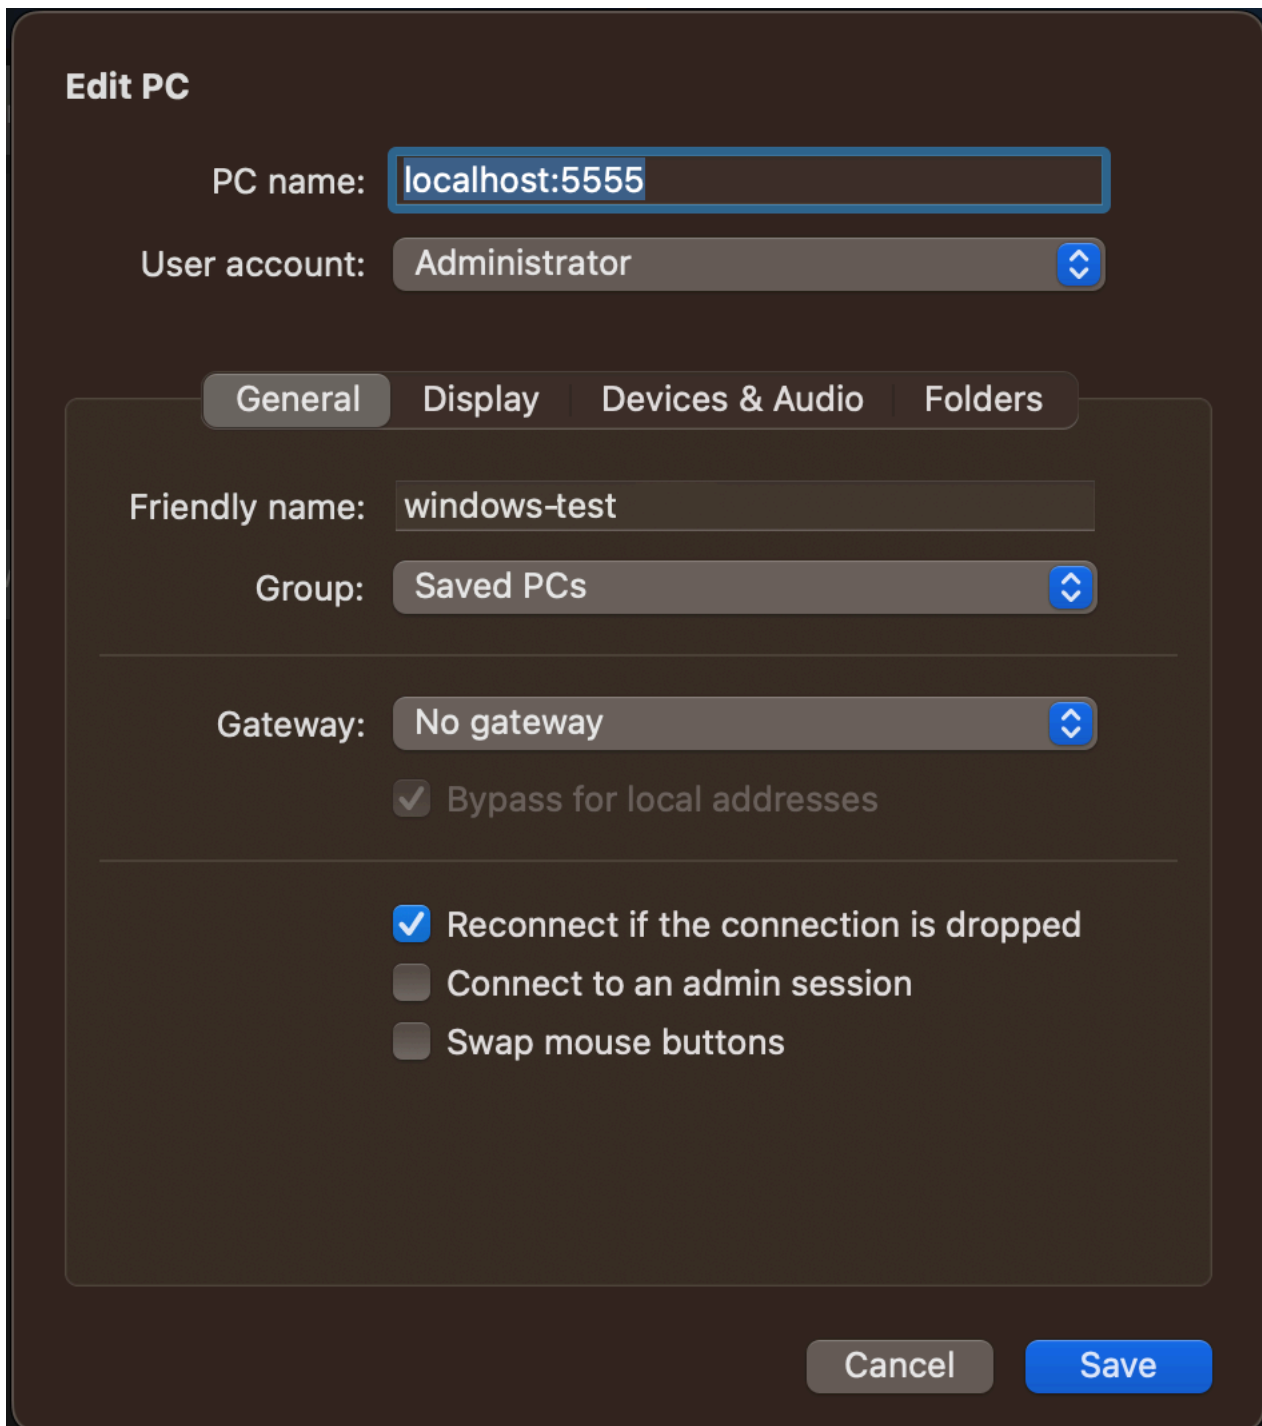 Edit PC
PC name: localhost:5555
User account: Administrator
General Display Devices & Audio Folders
Friendly name: windows-test
Group: Saved PCs
Gateway: No gateway
Bypass for local addresses
Reconnect if the connection is dropped
Connect to an admin session
Swap mouse buttons
Cancel Save